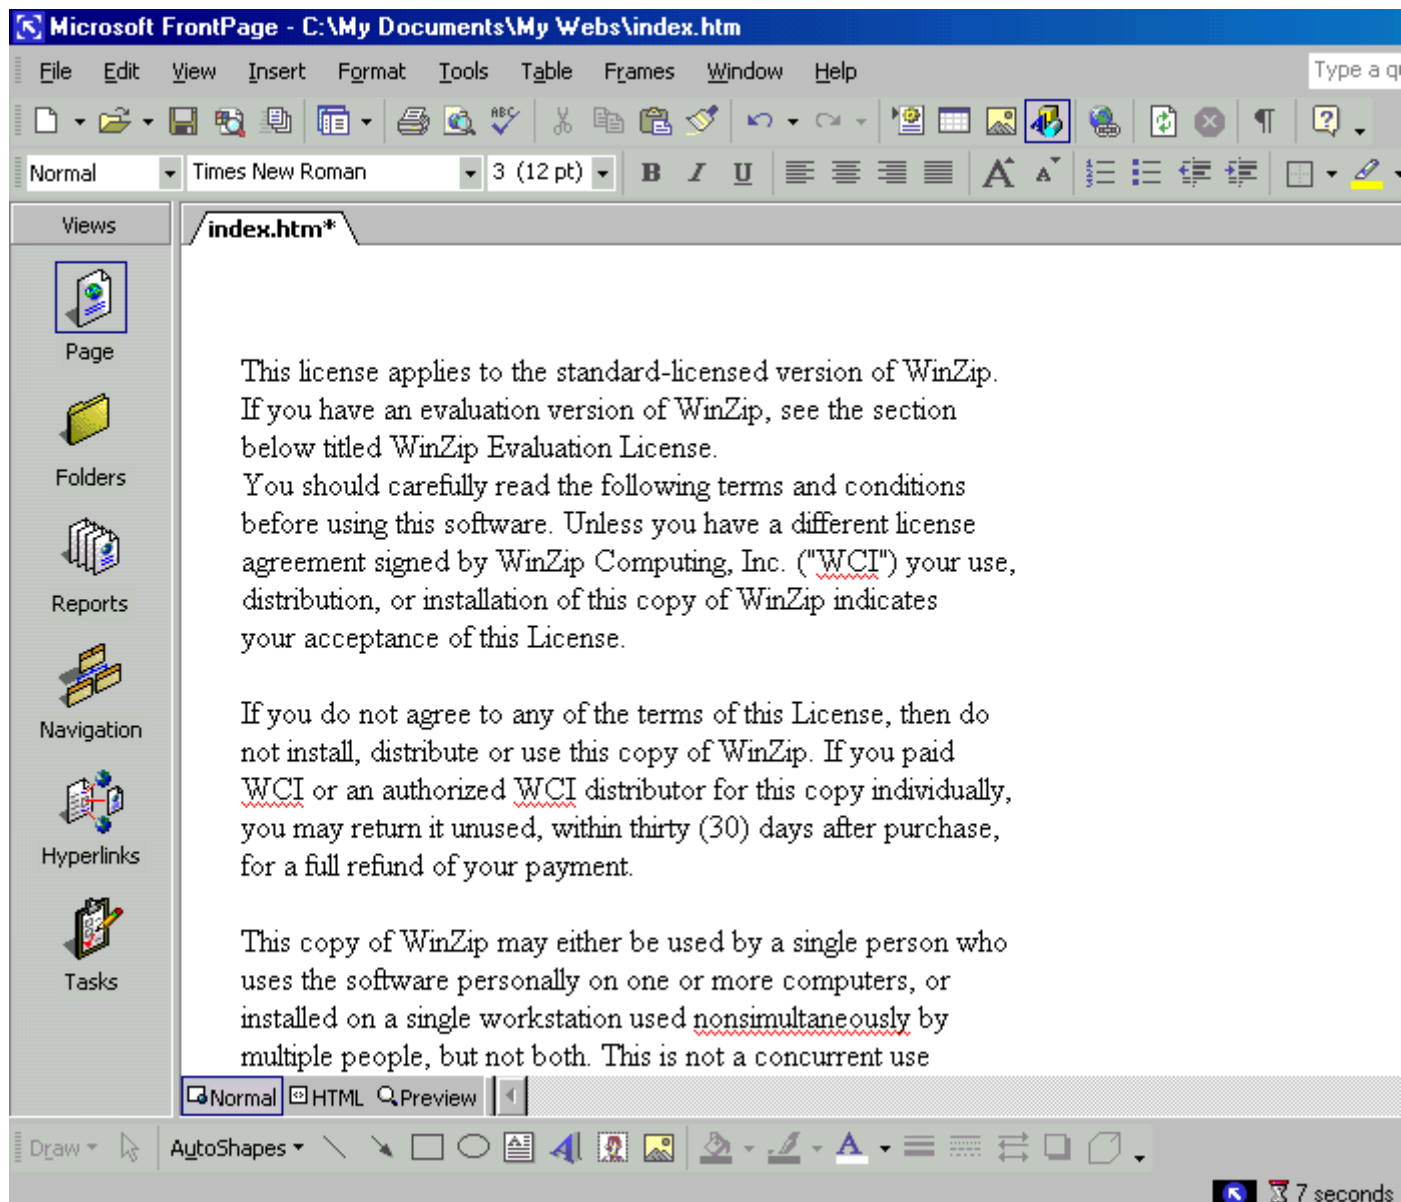 Microsoft FrontPage - C:\My Documents\My Webs\index.htm
File Edit View Insert Format Tools Table Frames Window Help Type a
Normal Times New Roman 3 (12 pt) B I U A A
Views index.htm*
Page
Folders
Reports
Navigation
Hyperlinks
Tasks
This license applies to the standard-licensed version of WinZip.
If you have an evaluation version of WinZip, see the section
below titled WinZip Evaluation License.
You should carefully read the following terms and conditions
before using this software. Unless you have a different license
agreement signed by WinZip Computing, Inc. ("WCI") your use,
distribution, or installation of this copy of WinZip indicates
your acceptance of this License.
If you do not agree to any of the terms of this License, then do
not install, distribute or use this copy of WinZip. If you paid
WCI or an authorized WCI distributor for this copy individually,
you may return it unused, within thirty (30) days after purchase,
for a full refund of your payment.
This copy of WinZip may either be used by a single person who
uses the software personally on one or more computers, or
installed on a single workstation used nonsimultaneously by
multiple people, but not both. This is not a concurrent use
Normal HTML Preview
Draw AutoShapes
7 seconds